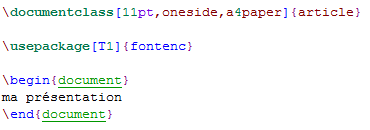 \documentclass[11pt,oneside,a4paper]{article}
\usepackage[T1]{fontenc}
\begin{document}
ma présentation
\end{document}